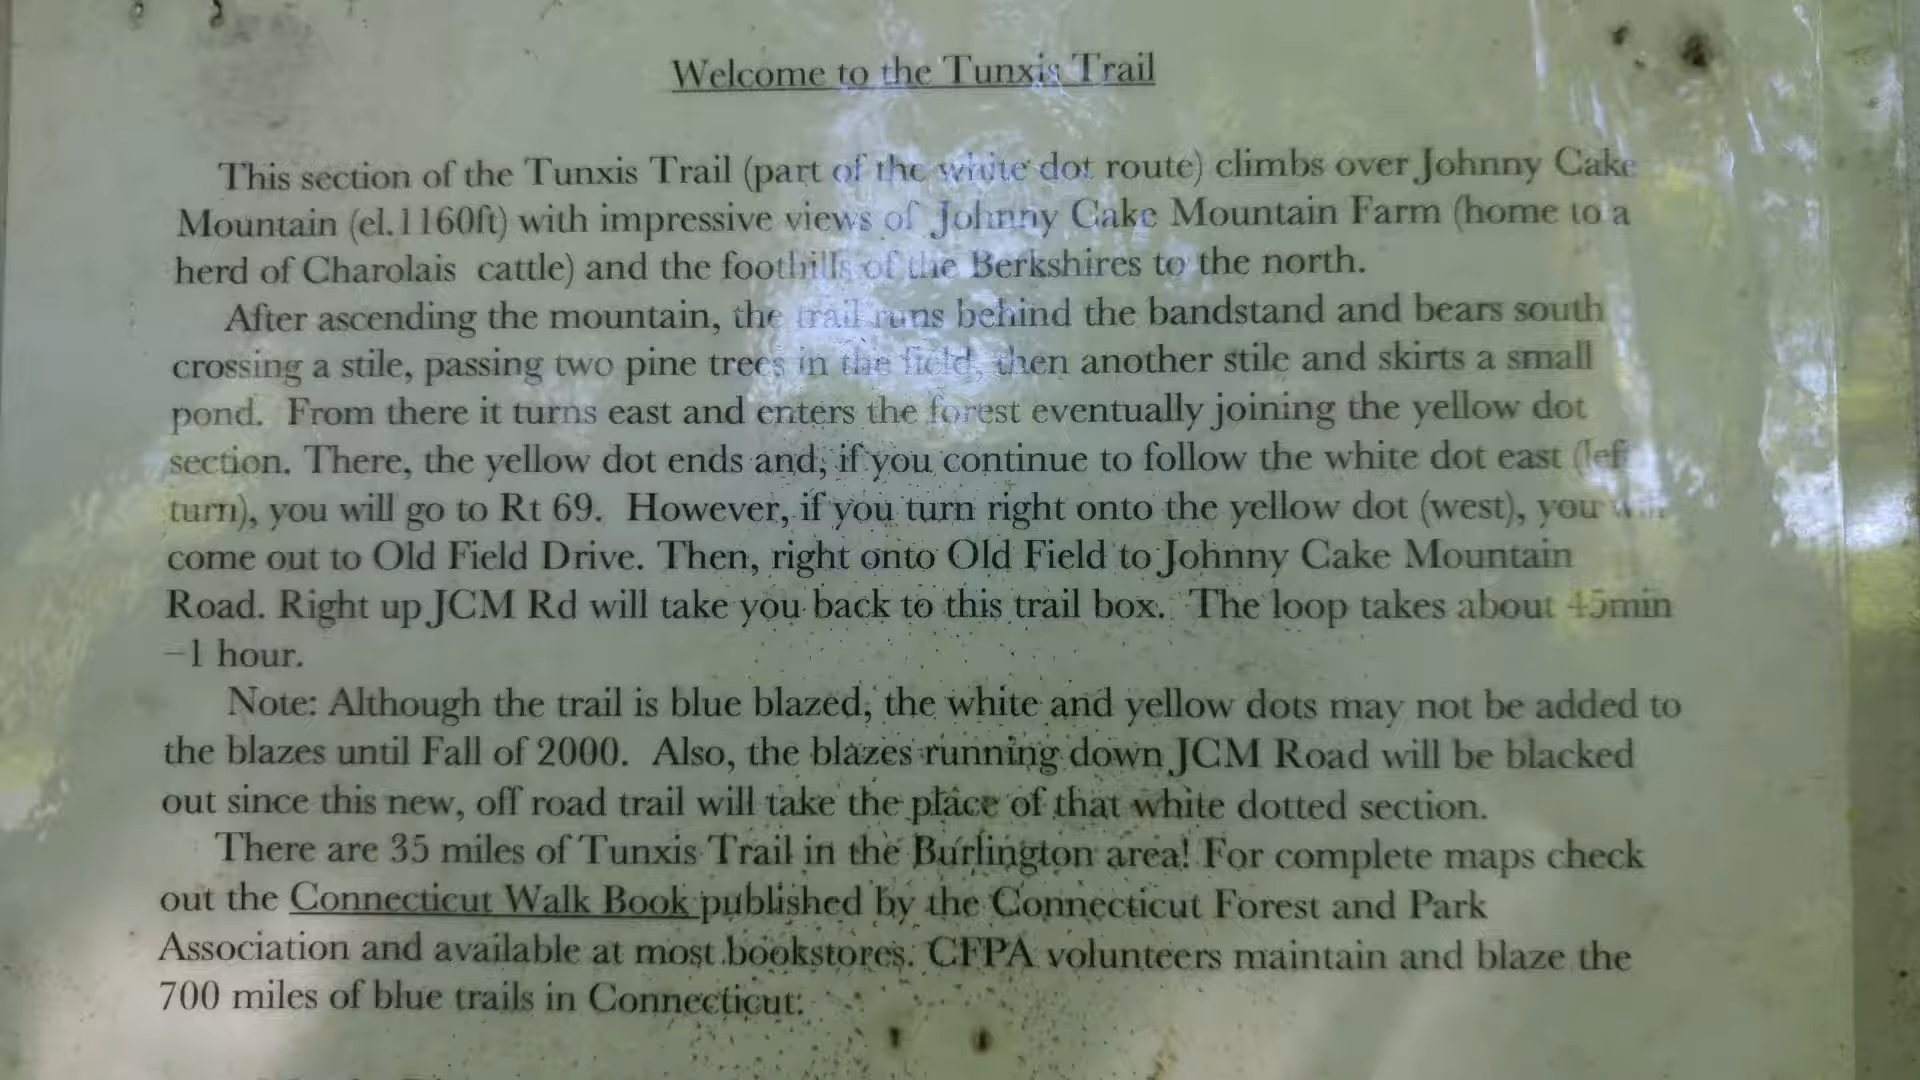 Welcome to the Tunxis Trail
This section of the Tunxis Trail (part of the white dot route) climbs over Johnny Cake
Mountain (el.1160ft) with impressive views of Johnny Cake Mountain Farm (home to a
herd of Charolais cattle) and the foothills of the Berkshires to the north.
After ascending the mountain, the trail runs behind the bandstand and bears south
crossing a stile, passing two pine trees in the field, then another stile and skirts a small
pond. From there it turns east and enters the forest eventually joining the yellow dot
section. There, the yellow dot ends and, if you continue to follow the white dot east (left
turn), you will go to Rt 69. However, if you turn right onto the yellow dot (west), you will
come out to Old Field Drive. Then, right onto Old Field to Johnny Cake Mountain
Road. Right up JCM Rd will take you back to this trail box. The loop takes about 45min
–1 hour.
Note: Although the trail is blue blazed, the white and yellow dots may not be added to
the blazes until Fall of 2000. Also, the blazes running down JCM Road will be blacked
out since this new, off road trail will take the place of that white dotted section.
There are 35 miles of Tunxis Trail in the Burlington area! For complete maps check
out the Connecticut Walk Book published by the Connecticut Forest and Park
Association and available at most bookstores. CFPA volunteers maintain and blaze the
700 miles of blue trails in Connecticut.